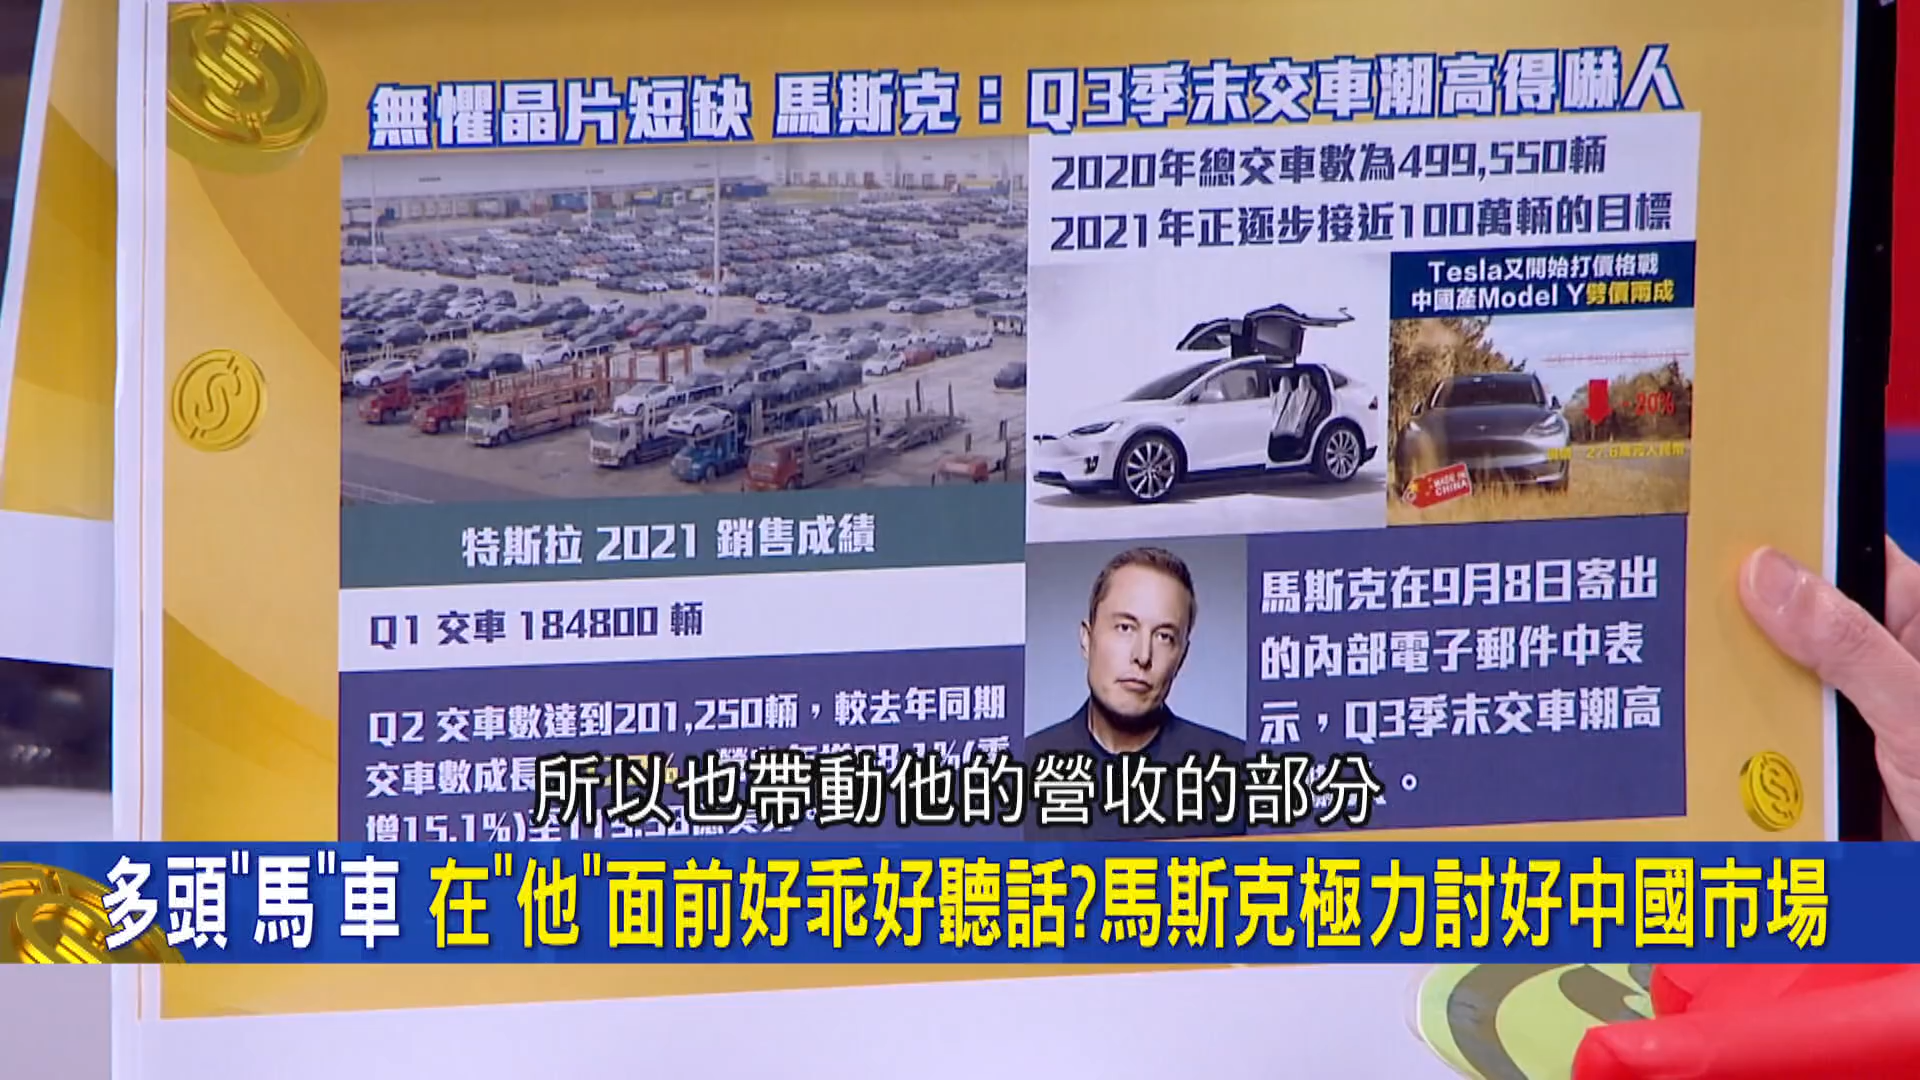 無懼晶片短缺 馬斯克：Q3季末交車潮高得嚇人
2020年總交車數為499,550輛
2021年正逐步接近100萬輛的目標
Tesla又開始打價格戰
中國產Model Y劈價兩成
- 20%
27.6萬元人民幣
MADE IN
CHINA
特斯拉 2021 銷售成績
Q1 交車 184800 輛
Q2 交車數達到201,250輛，較去年同期
交車數成長
增15.1%)至
馬斯克在9月8日寄出
的內部電子郵件中表
示，Q3季末交車潮高
。
所以也帶動他的營收的部分
多頭"馬"車 在"他"面前好乖好聽話?馬斯克極力討好中國市場